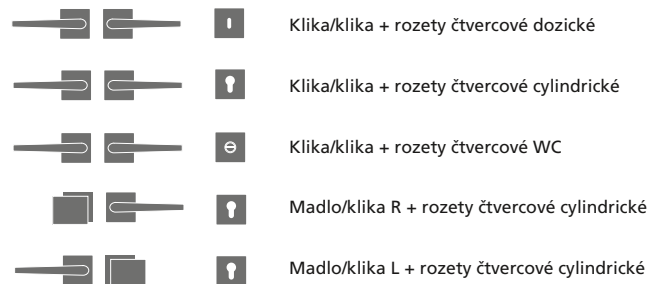 Klika/klika + rozety čtvercové dozické
Klika/klika + rozety čtvercové cylindrické
Klika/klika + rozety čtvercové WC
Madlo/klika R + rozety čtvercové cylindrické
Madlo/klika L + rozety čtvercové cylindrické